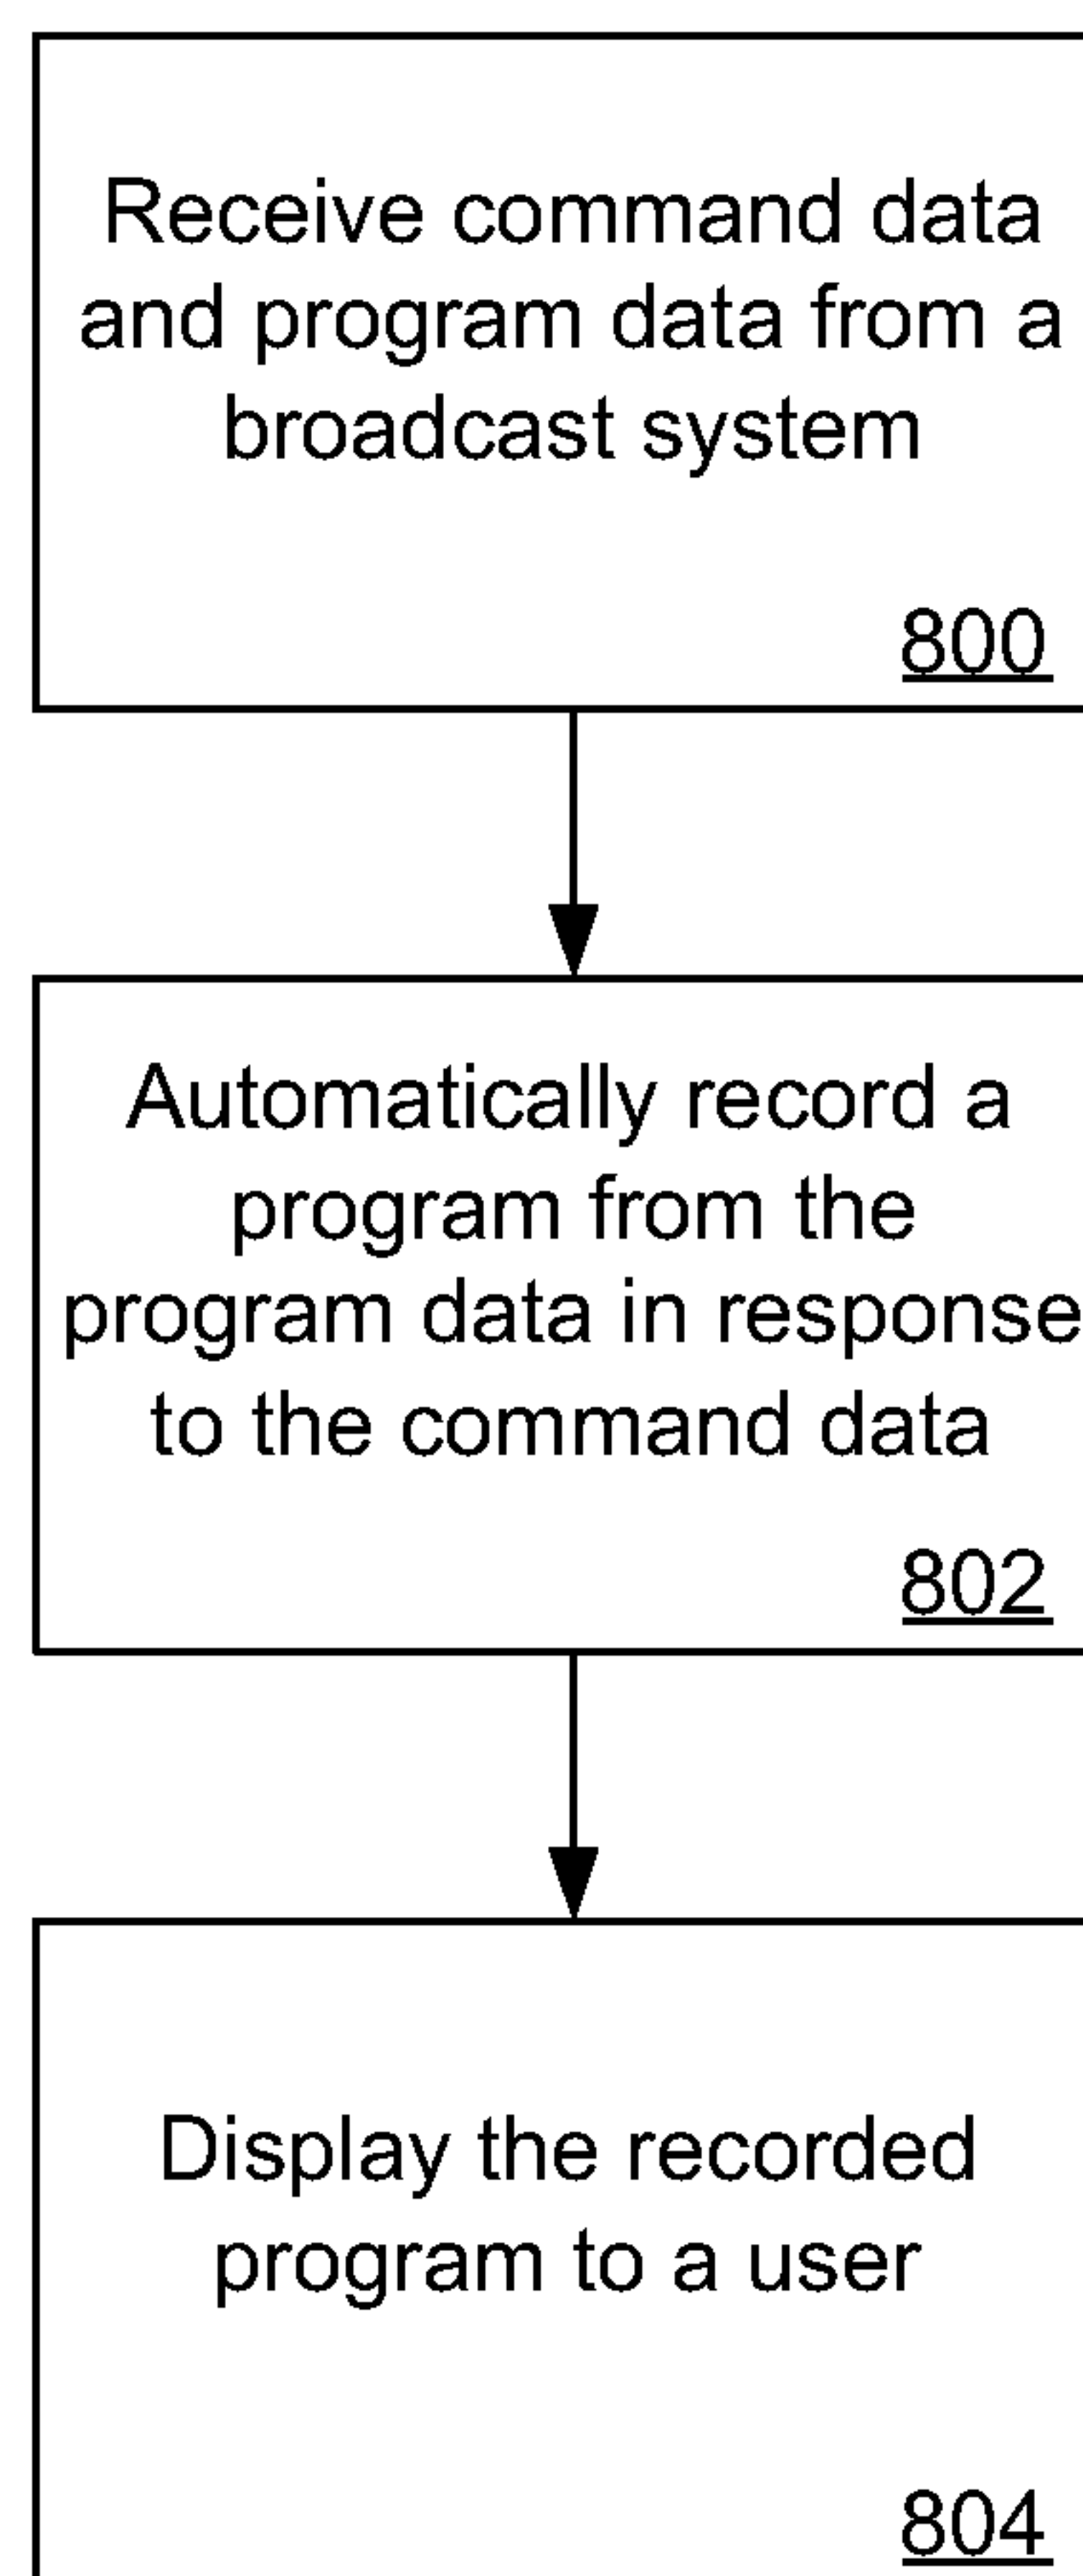 Receive command data
and program data from a
broadcast system
800
Automatically record a
program from the
program data in response
to the command data
802
Display the recorded
program to a user
804